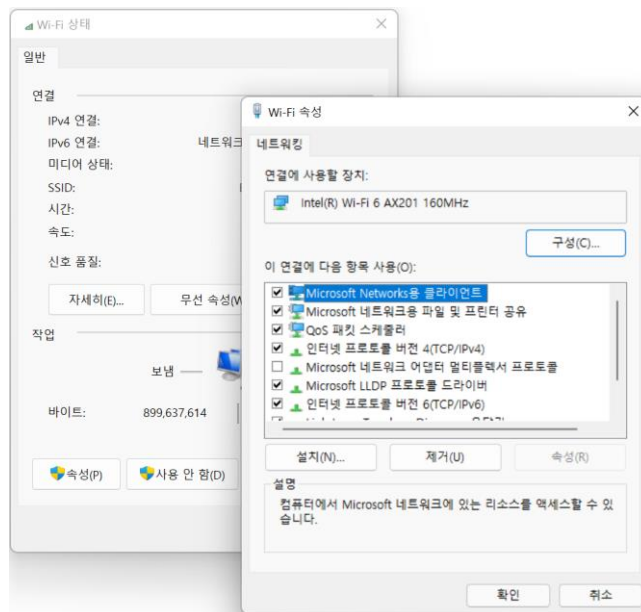 Wi-Fi 상태
일반
연결
IPv4 연결:
IPv6 연결: 네트워크
미디어 상태:
SSID:
시간:
속도:
신호 품질:
자세히(E)... 무선 속성(W
작업
보냄
바이트: 899,637,614
속성(P) 사용 안 함(D)
Wi-Fi 속성
네트워킹
연결에 사용할 장치:
Intel(R) Wi-Fi 6 AX201 160MHz
구성(C)...
이 연결에 다음 항목 사용(O):
Microsoft Networks용 클라이언트
Microsoft 네트워크용 파일 및 프린터 공유
QoS 패킷 스케줄러
인터넷 프로토콜 버전 4(TCP/IPv4)
Microsoft 네트워크 어댑터 멀티플렉서 프로토콜
Microsoft LLDP 프로토콜 드라이버
인터넷 프로토콜 버전 6(TCP/IPv6)
설치(N)... 제거(U) 속성(R)
설명
컴퓨터에서 Microsoft 네트워크에 있는 리소스를 액세스할 수 있
습니다.
확인 취소